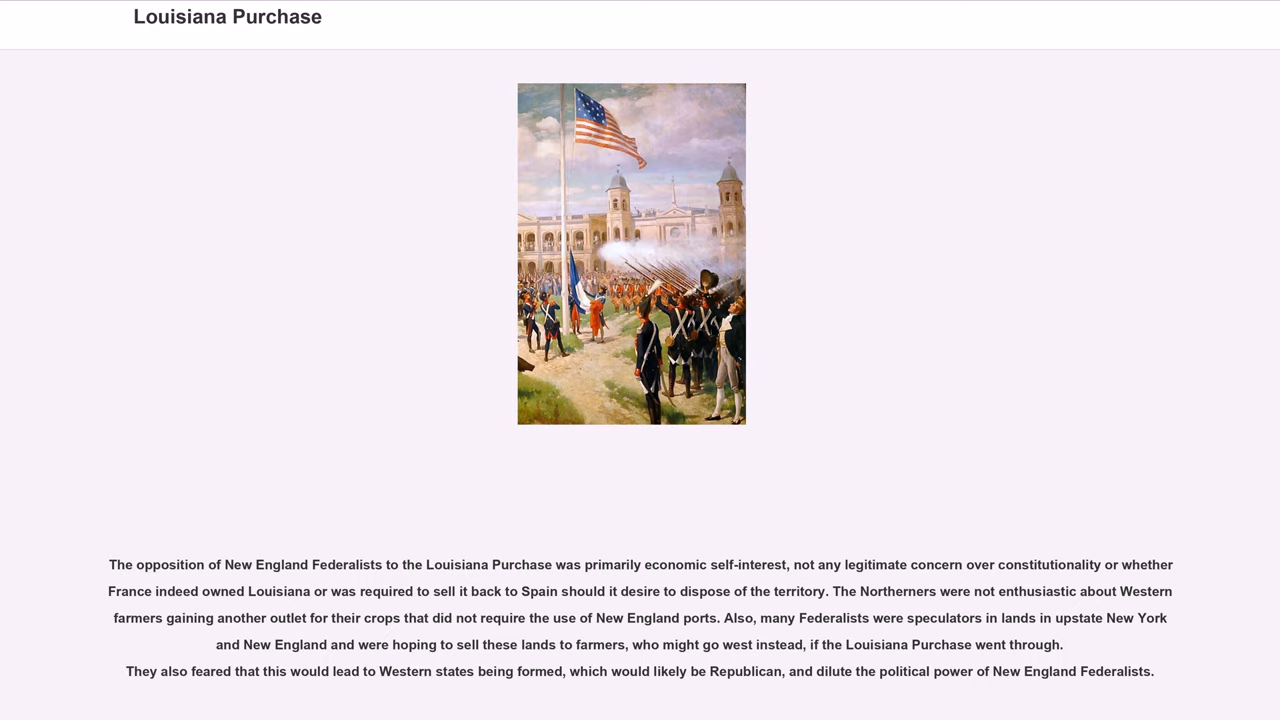 Louisiana Purchase
The opposition of New England Federalists to the Louisiana Purchase was primarily economic self-interest, not any legitimate concern over constitutionality or whether
France indeed owned Louisiana or was required to sell it back to Spain should it desire to dispose of the territory. The Northerners were not enthusiastic about Western
farmers gaining another outlet for their crops that did not require the use of New England ports. Also, many Federalists were speculators in lands in upstate New York
and New England and were hoping to sell these lands to farmers, who might go west instead, if the Louisiana Purchase went through.
They also feared that this would lead to Western states being formed, which would likely be Republican, and dilute the political power of New England Federalists.